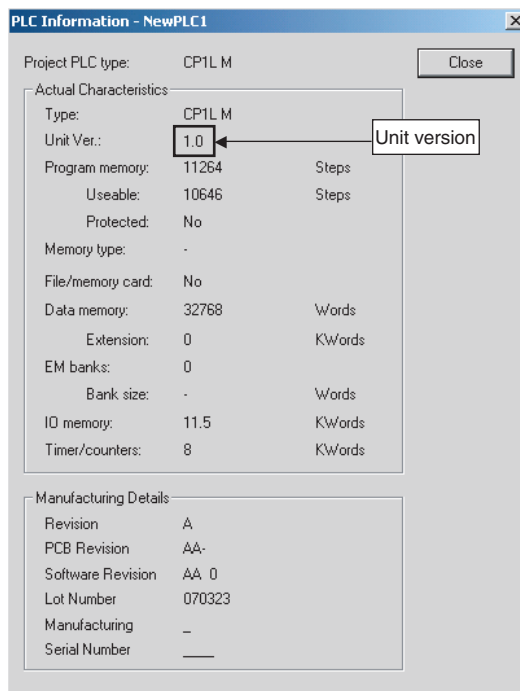 PLC Information - NewPLC1
Project PLC type: CP1L M Close
Actual Characteristics
Type: CP1L M
Unit Ver.: 1.0 Unit version
Program memory: 11264 Steps
Useable: 10646 Steps
Protected: No
Memory type: -
File/memory card: No
Data memory: 32768 Words
Extension: 0 KWords
EM banks: 0
Bank size: - Words
IO memory: 11.5 KWords
Timer/counters: 8 KWords
Manufacturing Details
Revision A
PCB Revision AA-
Software Revision AA 0
Lot Number 070323
Manufacturing _
Serial Number ____